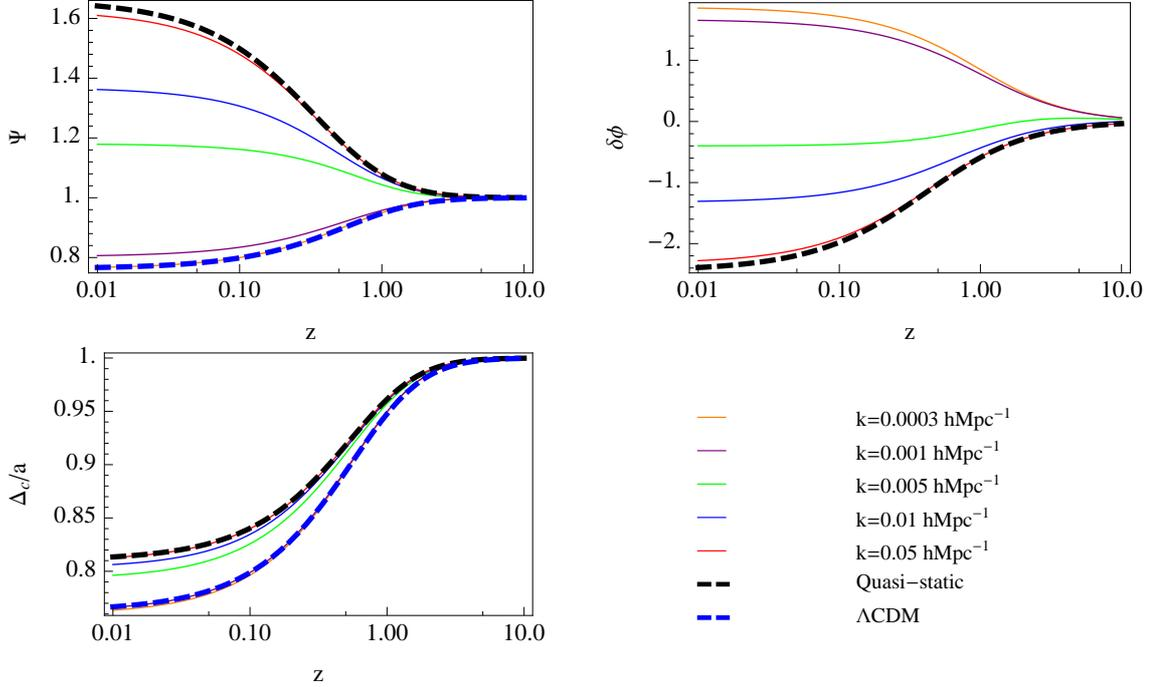 1.6
1.4
1.2
1.
0.8
Ψ
0.01 0.10 1.00 10.0
z
1.
0.
−1.
−2.
δϕ
0.01 0.10 1.00 10.0
z
1.
0.95
0.9
0.85
0.8
Δc/a
0.01 0.10 1.00 10.0
z
k=0.0003 hMpc⁻¹
k=0.001 hMpc⁻¹
k=0.005 hMpc⁻¹
k=0.01 hMpc⁻¹
k=0.05 hMpc⁻¹
Quasi−static
ΛCDM